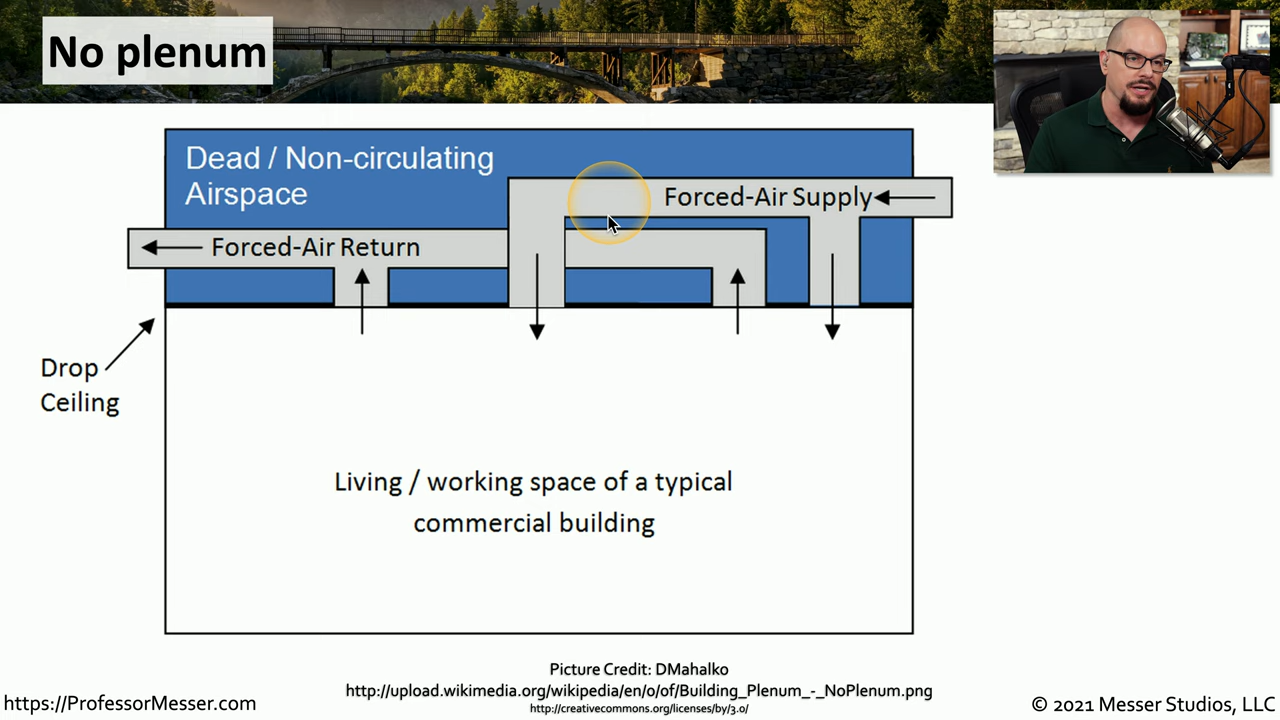 No plenum
Dead / Non-circulating
Airspace
Forced-Air Supply
Forced-Air Return
Drop
Ceiling
Living / working space of a typical
commercial building
Picture Credit: DMahalko
http://upload.wikimedia.org/wikipedia/en/o/of/Building_Plenum_-_NoPlenum.png
http://creativecommons.org/licenses/by/3.0/
https://ProfessorMesser.com
© 2021 Messer Studios, LLC